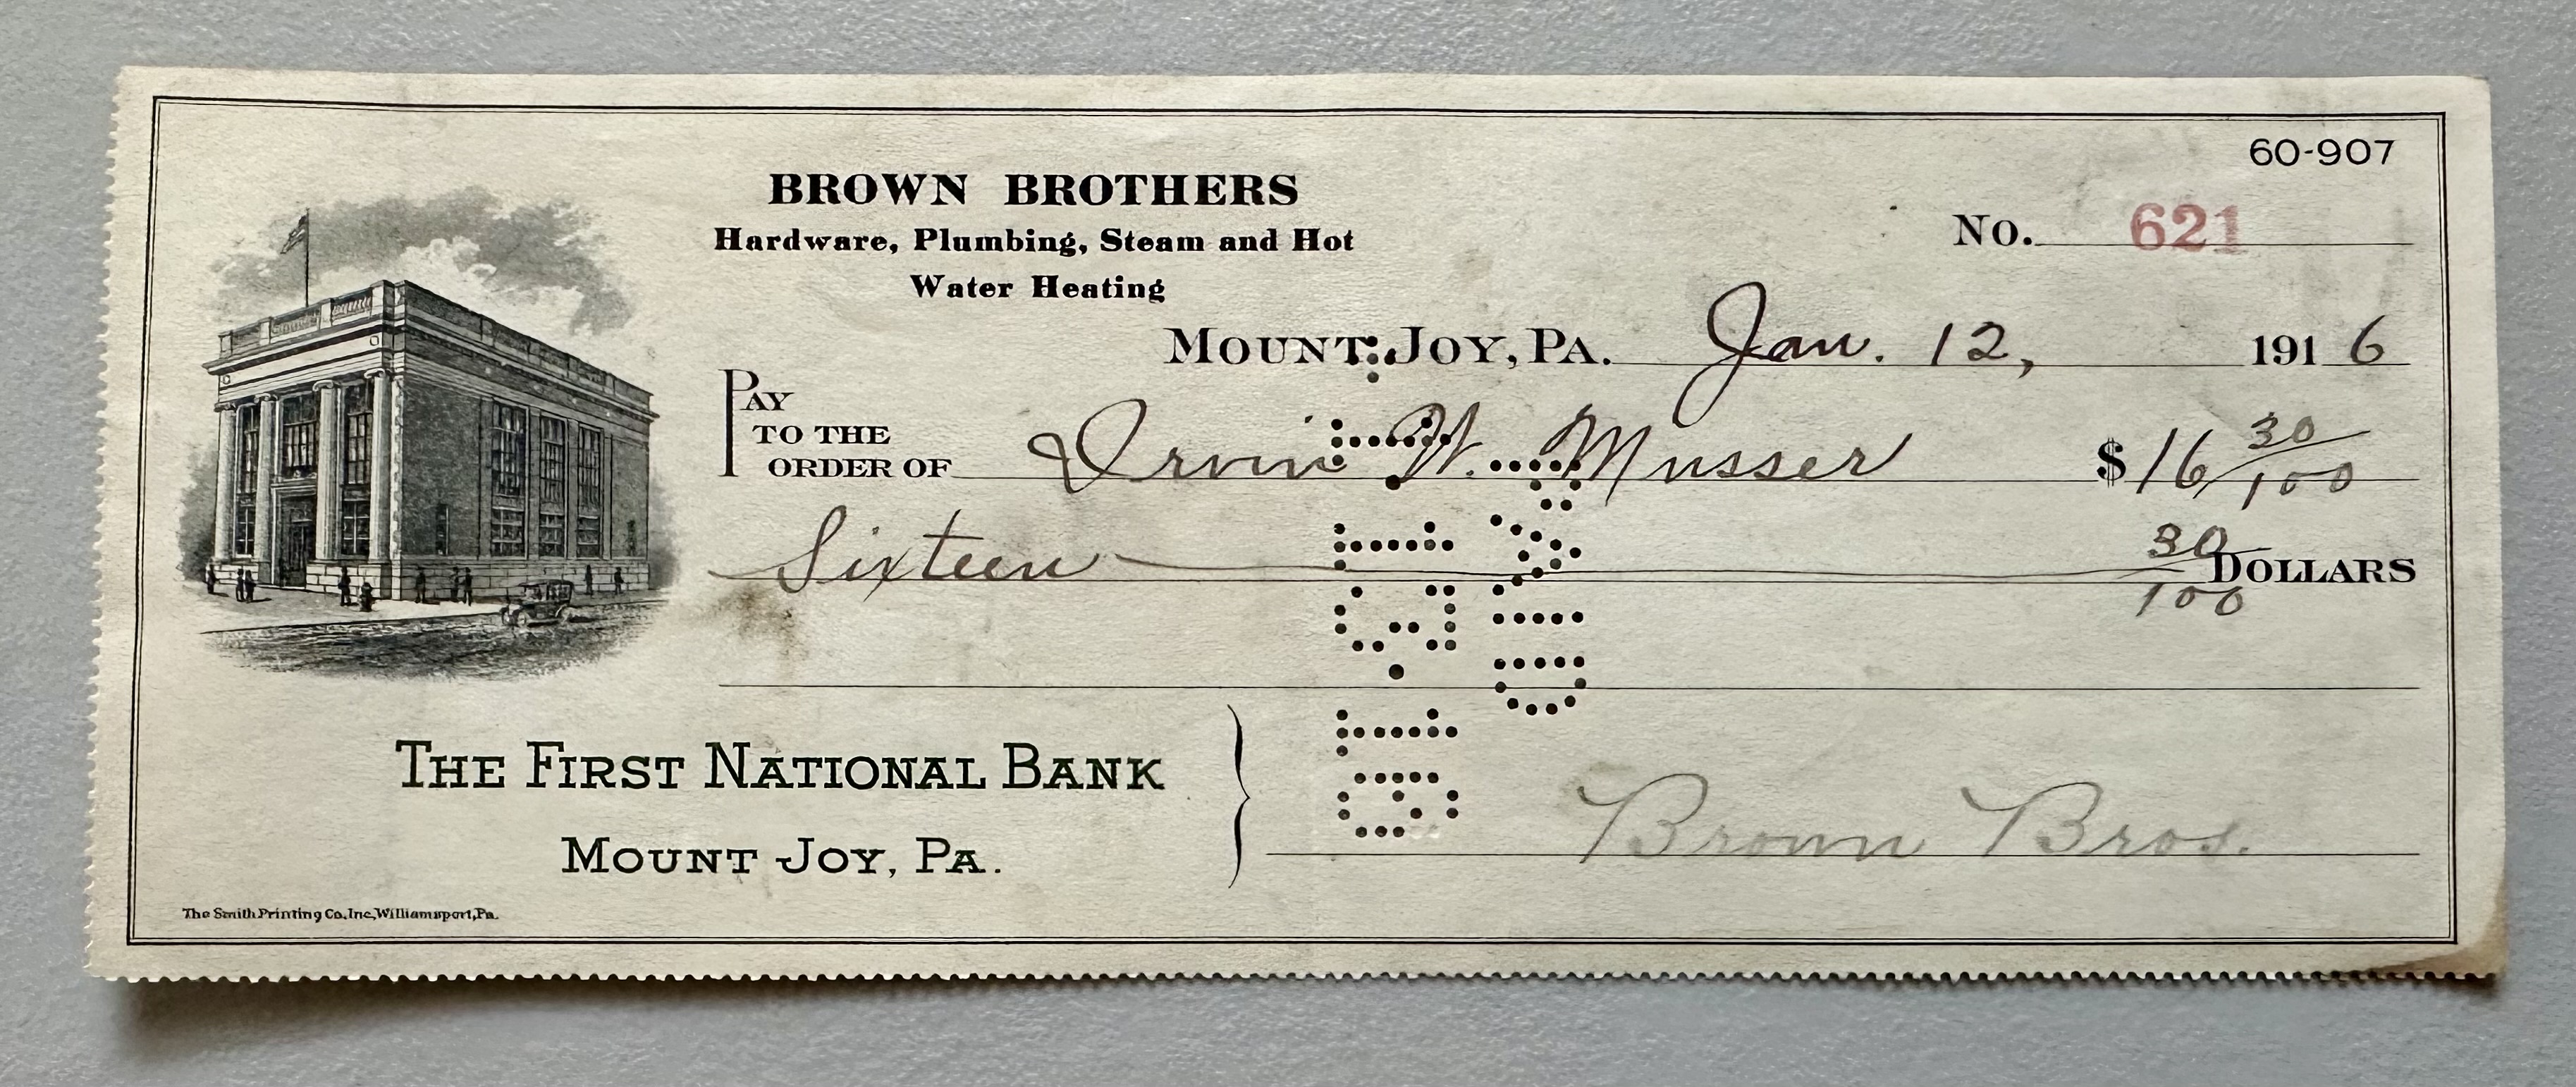 60-907
BROWN BROTHERS
Hardware, Plumbing, Steam and Hot
Water Heating
No. 621
MOUNT JOY, PA. Jan. 12, 1916
PAY
TO THE
ORDER OF Irvin W. Musser $16 30/100
Sixteen 30/100 DOLLARS
THE FIRST NATIONAL BANK
MOUNT JOY, PA.
Brown Bros.
The Smith Printing Co. Inc, Williamsport, Pa.